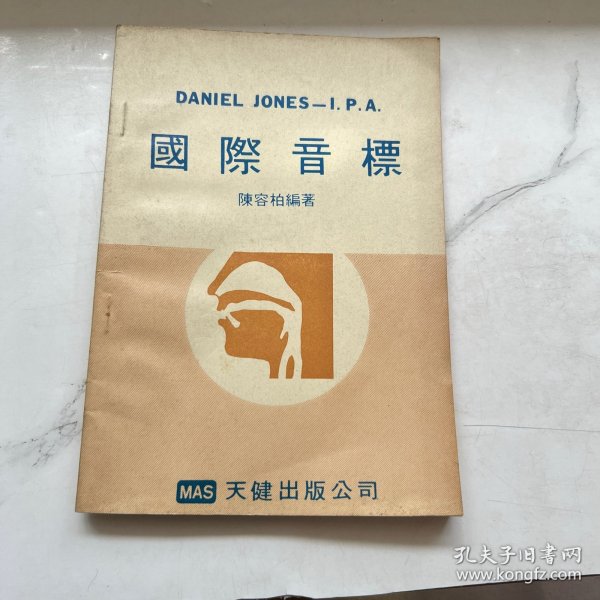 DANIEL JONES—I.P.A.
國際音標
陳容柏編著
MAS 天健出版公司
孔夫子旧书网
www.kongfz.com